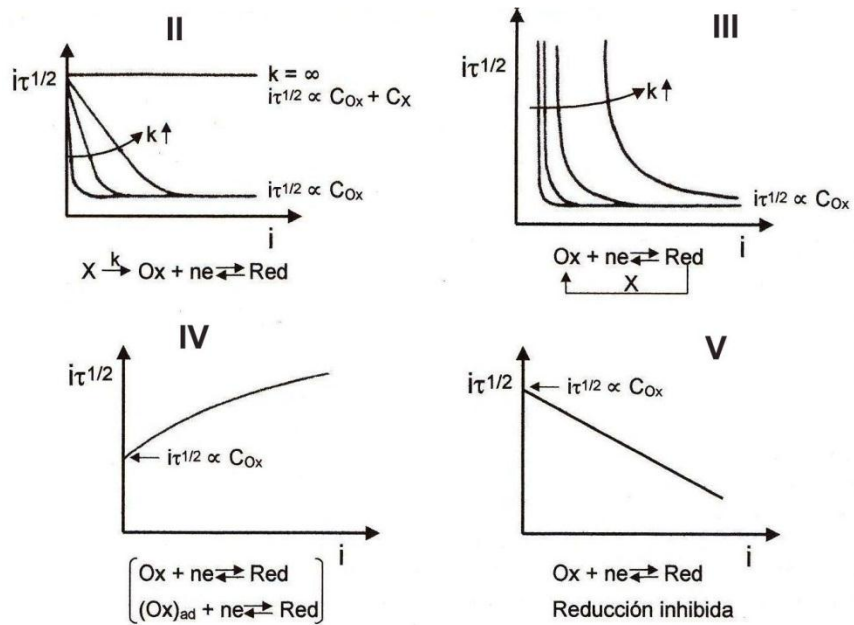 II
iτ1/2
k = ∞
iτ1/2 ∝ COx + CX
k↑
iτ1/2 ∝ COx
i
X —k→ Ox + ne ⇄ Red
III
iτ1/2
k↑
iτ1/2 ∝ COx
i
Ox + ne ⇄ Red
X
IV
iτ1/2
iτ1/2 ∝ COx
i
Ox + ne ⇄ Red
(Ox)ad + ne ⇄ Red
V
iτ1/2
iτ1/2 ∝ COx
i
Ox + ne ⇄ Red
Reducción inhibida